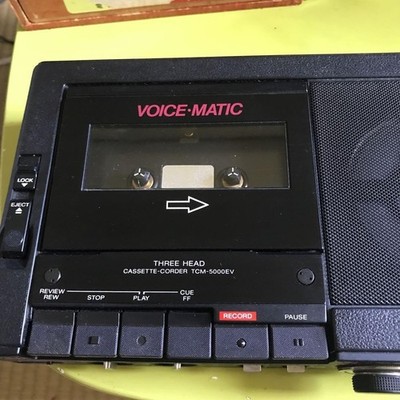 VOICE-MATIC
LOCK
EJECT
THREE HEAD
CASSETTE-CORDER TCM-5000EV
REVIEW
REW
STOP
PLAY
CUE
FF
RECORD
PAUSE